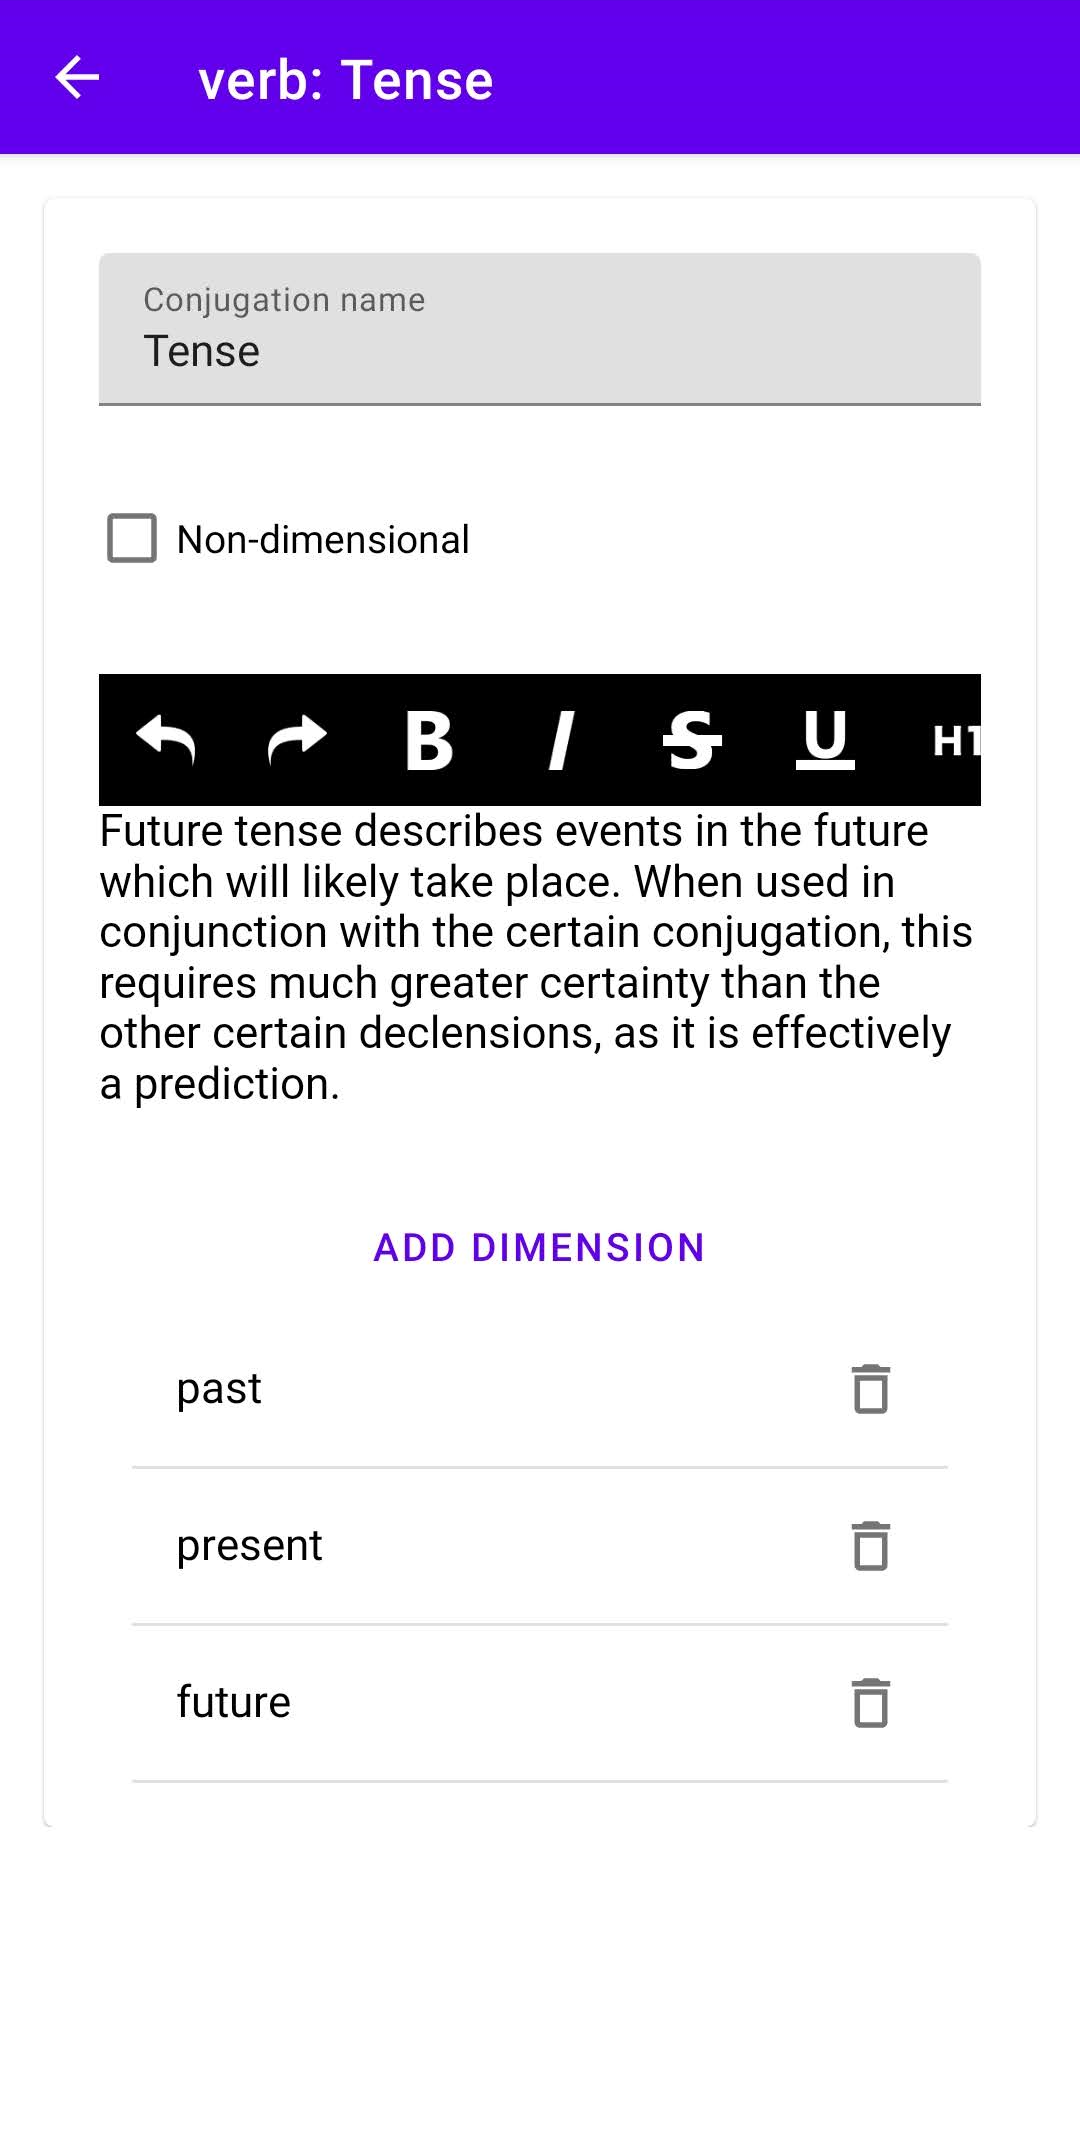 verb: Tense
Conjugation name
Tense
Non-dimensional
B I S U H1
Future tense describes events in the future
which will likely take place. When used in
conjunction with the certain conjugation, this
requires much greater certainty than the
other certain declensions, as it is effectively
a prediction.
ADD DIMENSION
past
present
future